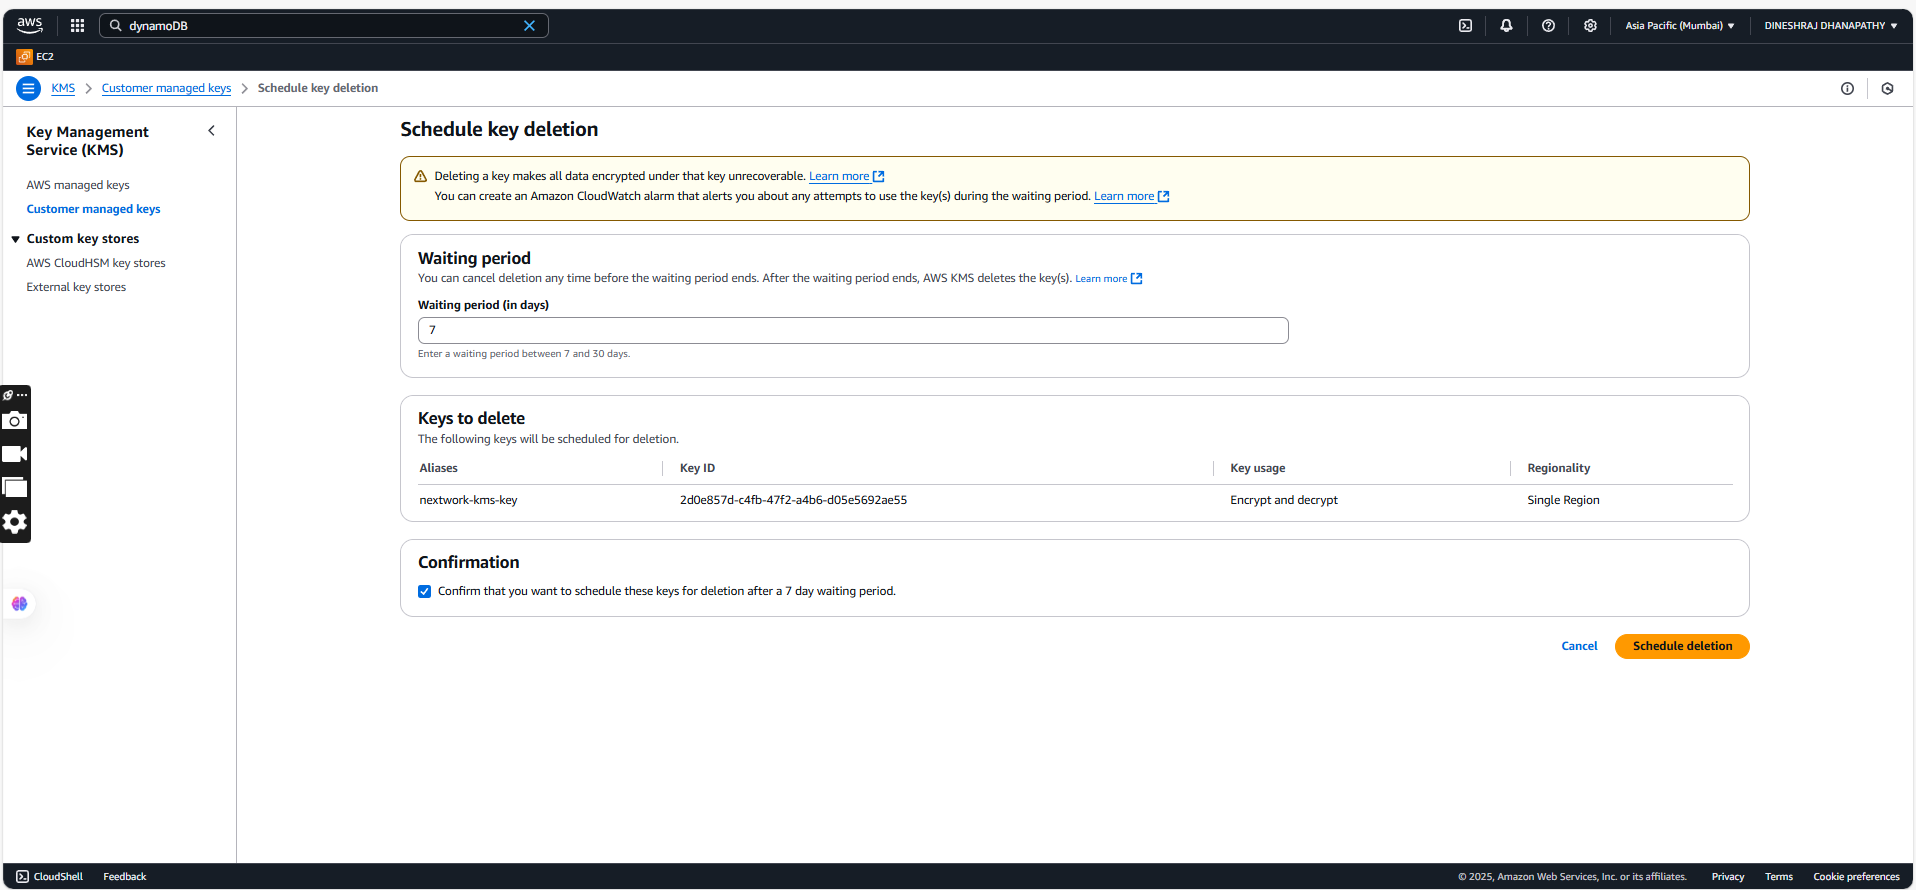 aws
dynamoDB
Asia Pacific (Mumbai)
DINESHRAJ DHANAPATHY
EC2
KMS
Customer managed keys
Schedule key deletion
Key Management
Service (KMS)
AWS managed keys
Customer managed keys
Custom key stores
AWS CloudHSM key stores
External key stores
Schedule key deletion
Deleting a key makes all data encrypted under that key unrecoverable. Learn more
You can create an Amazon CloudWatch alarm that alerts you about any attempts to use the key(s) during the waiting period. Learn more
Waiting period
You can cancel deletion any time before the waiting period ends. After the waiting period ends, AWS KMS deletes the key(s). Learn more
Waiting period (in days)
7
Enter a waiting period between 7 and 30 days.
Keys to delete
The following keys will be scheduled for deletion.
Aliases Key ID Key usage Regionality
nextwork-kms-key 2d0e857d-c4fb-47f2-a4b6-d05e5692ae55 Encrypt and decrypt Single Region
Confirmation
Confirm that you want to schedule these keys for deletion after a 7 day waiting period.
Cancel Schedule deletion
CloudShell Feedback © 2025, Amazon Web Services, Inc. or its affiliates. Privacy Terms Cookie preferences